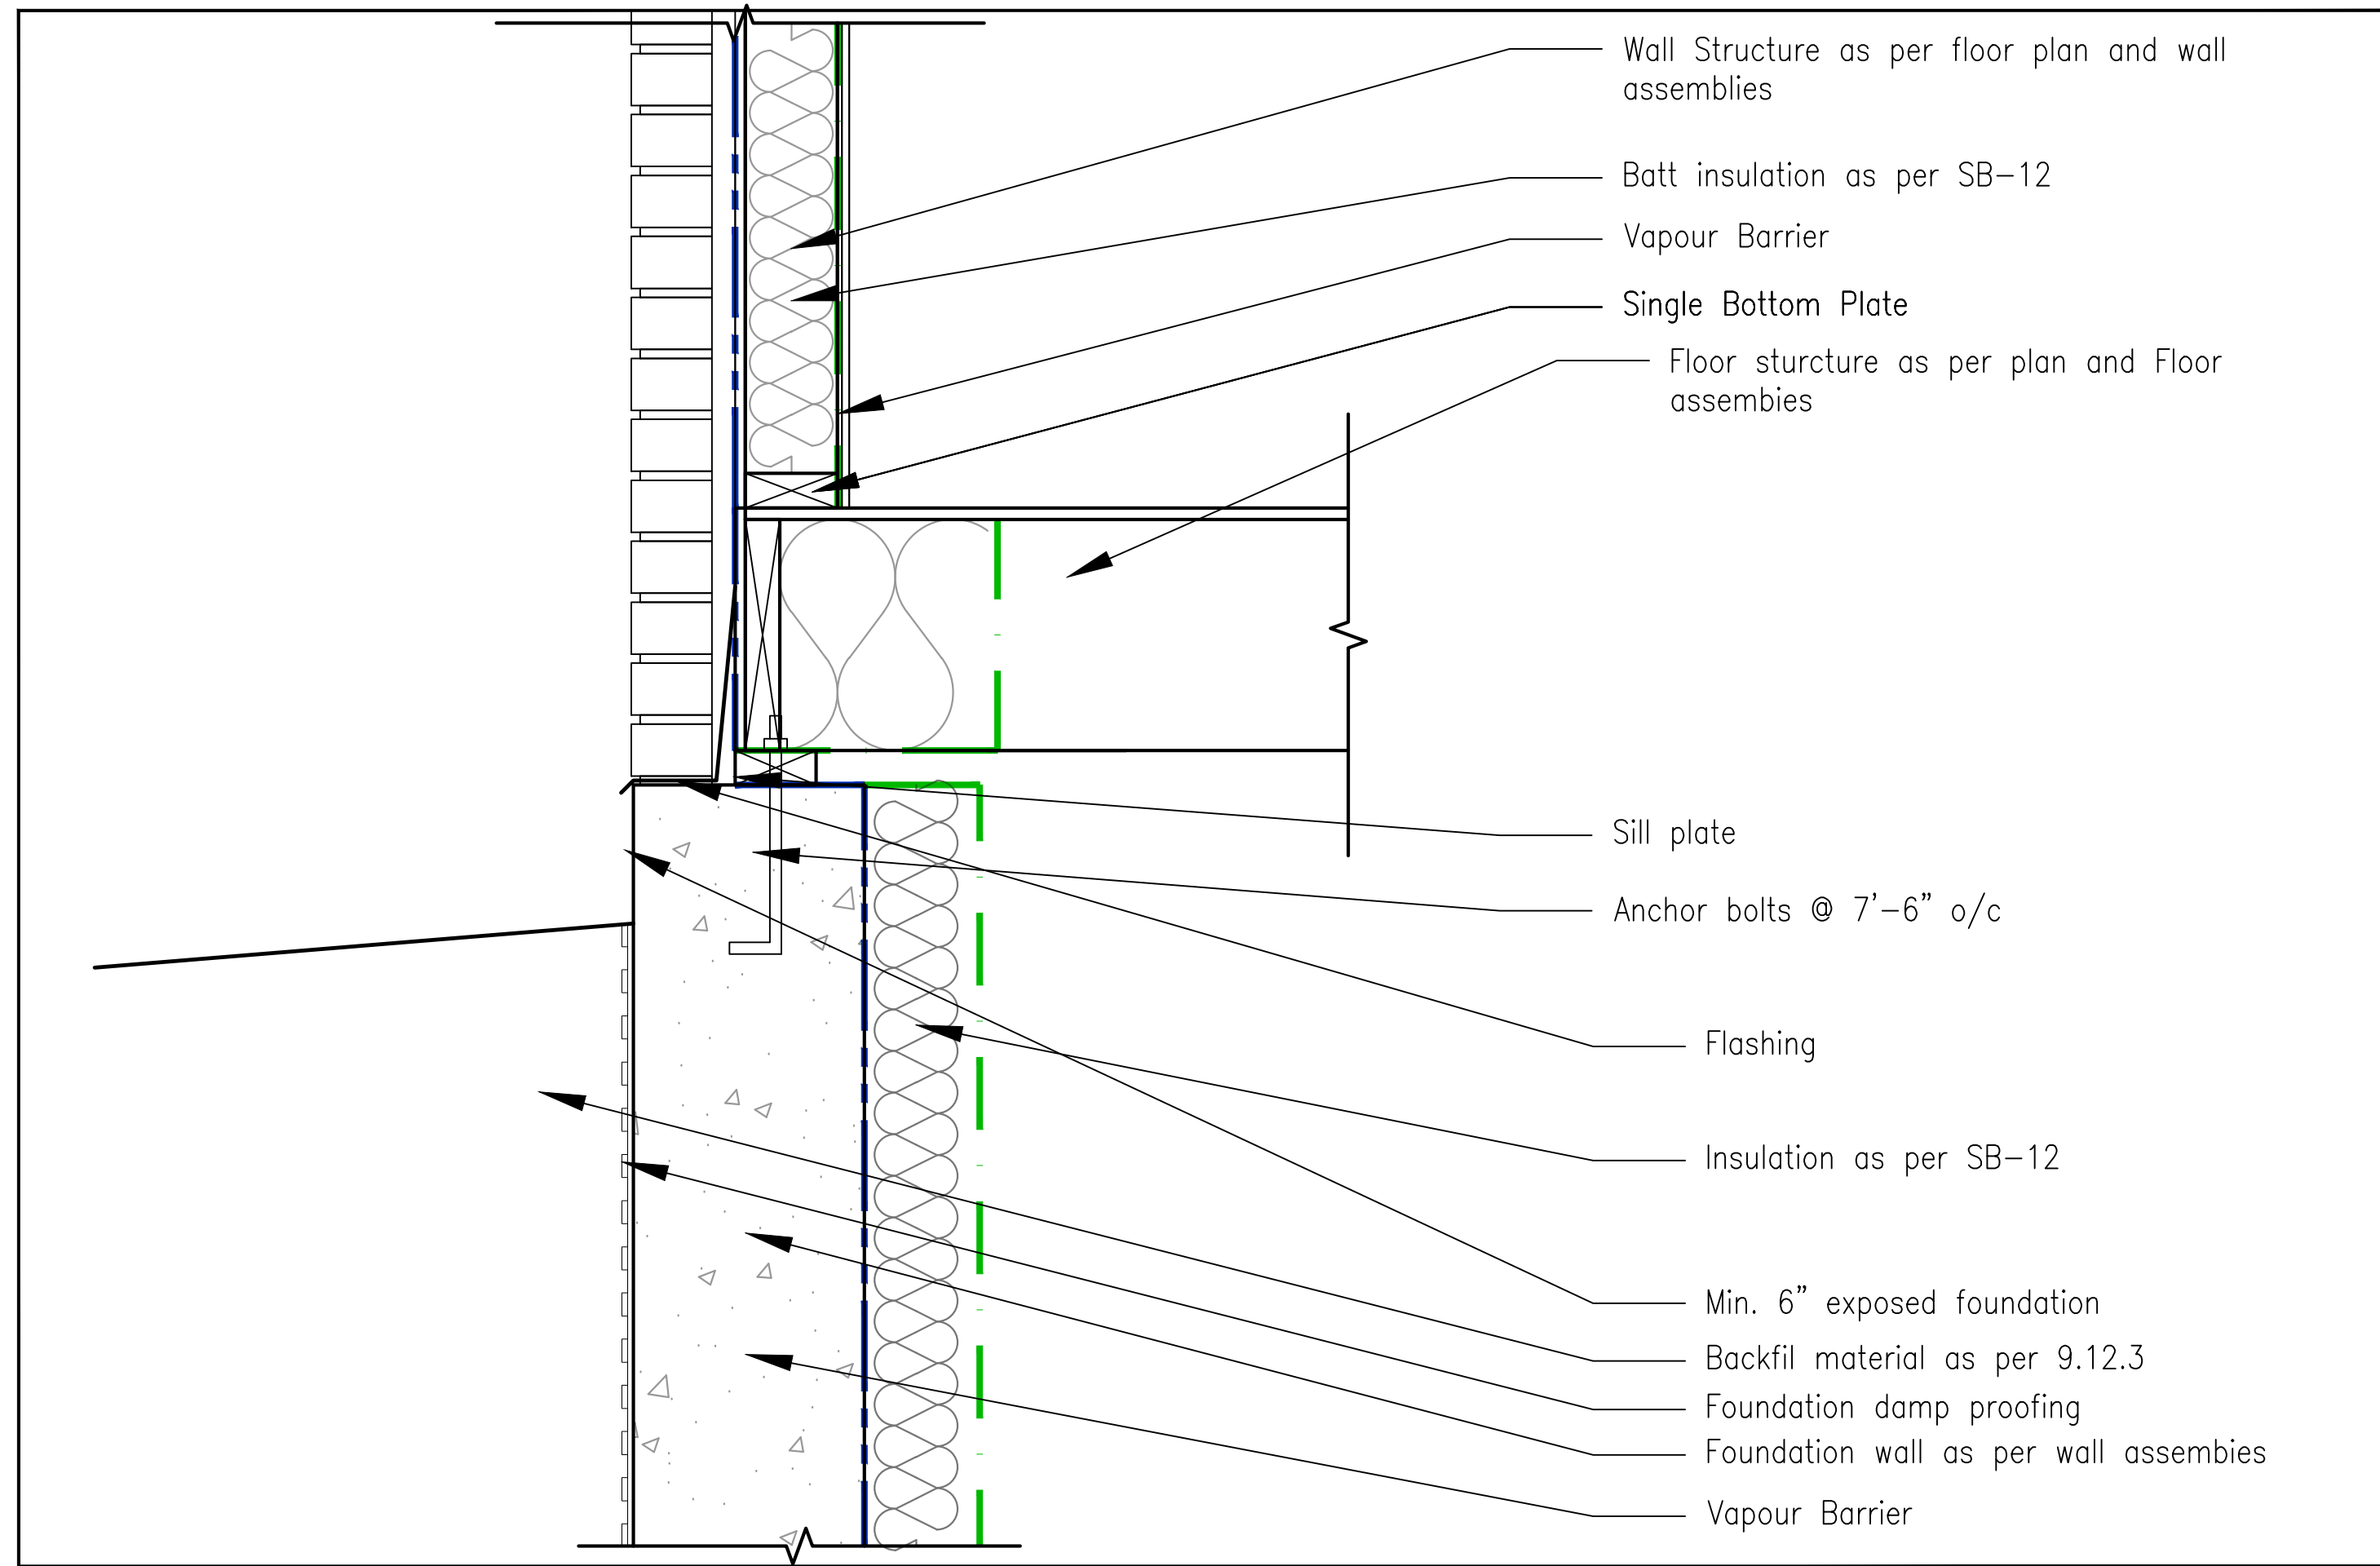 Wall Structure as per floor plan and wall
assemblies
Batt insulation as per SB-12
Vapour Barrier
Single Bottom Plate
Floor sturcture as per plan and Floor
assembies
Sill plate
Anchor bolts @ 7'-6" o/c
Flashing
Insulation as per SB-12
Min. 6" exposed foundation
Backfil material as per 9.12.3
Foundation damp proofing
Foundation wall as per wall assembies
Vapour Barrier